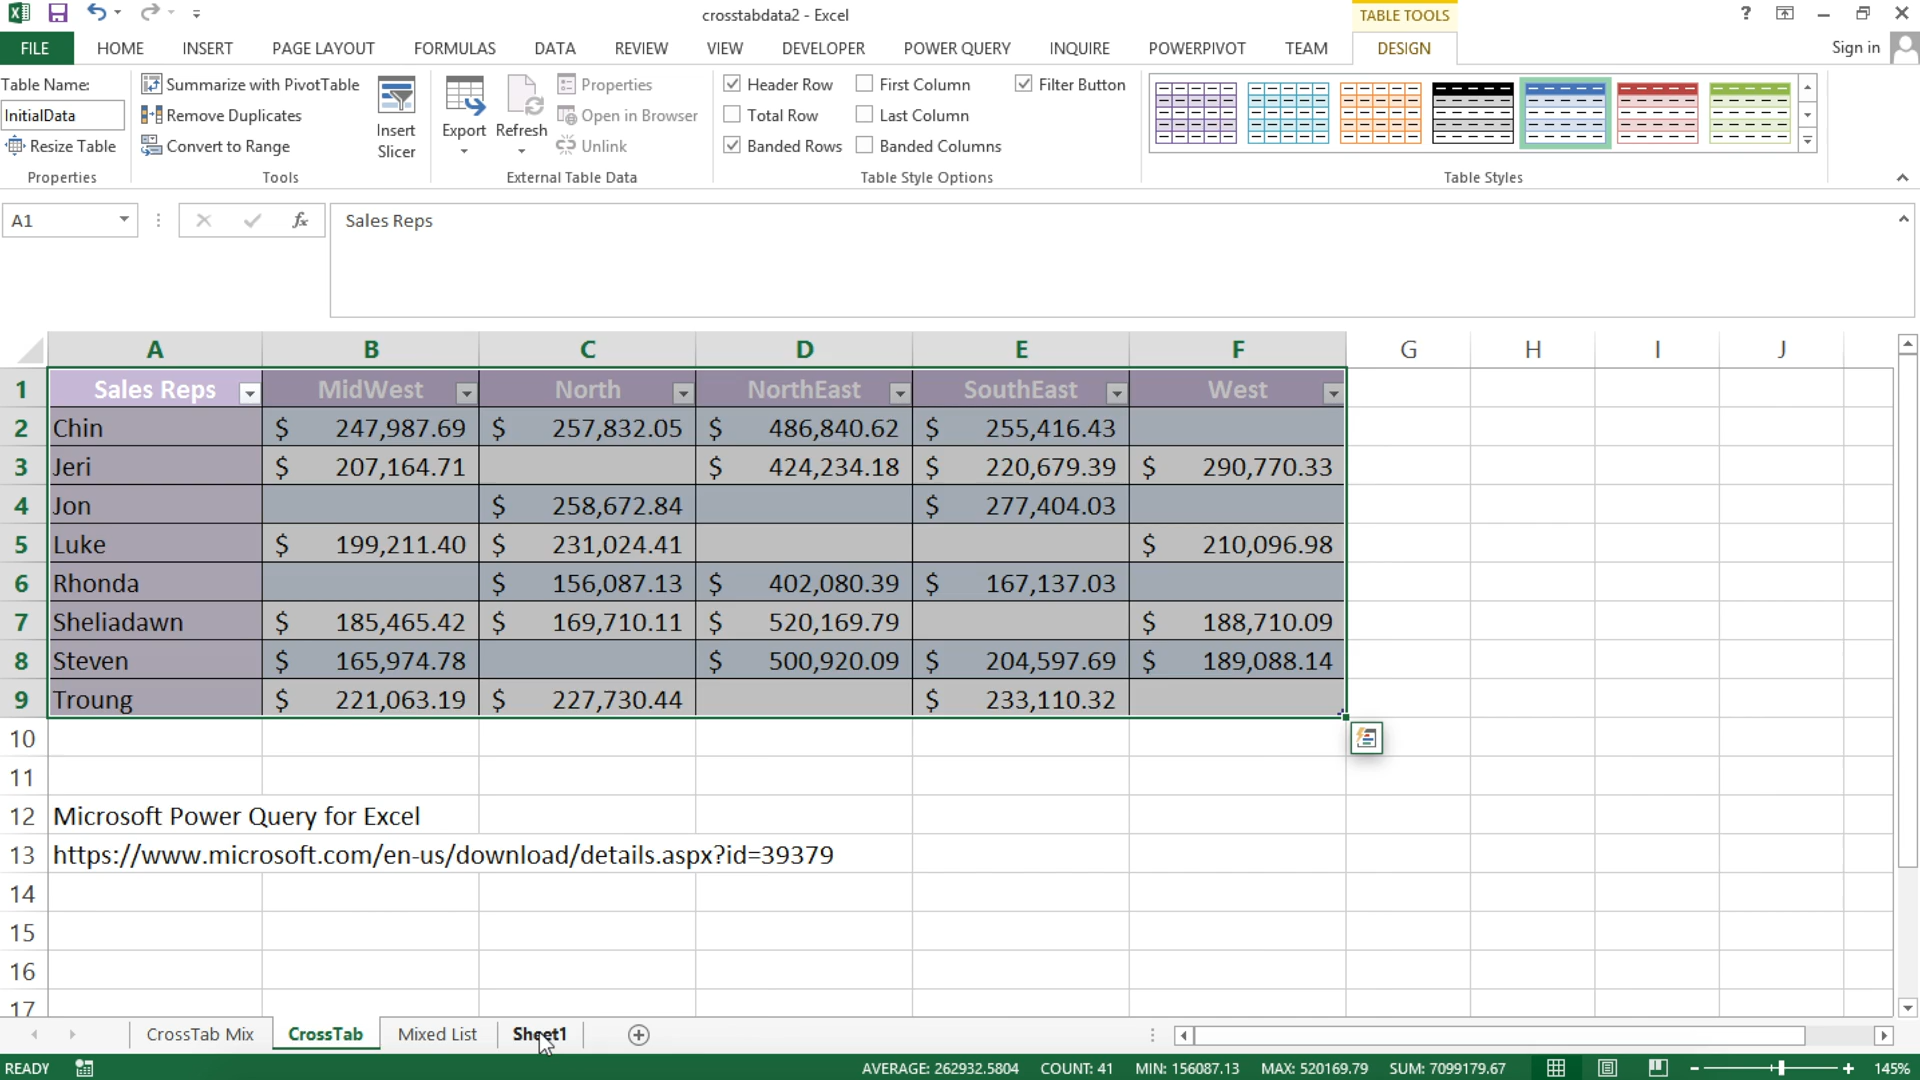 crosstabdata2 - Excel
TABLE TOOLS
?
FILE HOME INSERT PAGE LAYOUT FORMULAS DATA REVIEW VIEW DEVELOPER POWER QUERY INQUIRE POWERPIVOT TEAM DESIGN Sign in
Table Name:
InitialData
Resize Table
Properties
Summarize with PivotTable
Remove Duplicates
Convert to Range
Tools
Insert
Slicer
Export
Refresh
Properties
Open in Browser
Unlink
External Table Data
Header Row
Total Row
Banded Rows
First Column
Last Column
Banded Columns
Filter Button
Table Style Options
Table Styles
A1 fx Sales Reps
A B C D E F G H I J
1 Sales Reps MidWest North NorthEast SouthEast West
2 Chin $ 247,987.69 $ 257,832.05 $ 486,840.62 $ 255,416.43
3 Jeri $ 207,164.71 $ 424,234.18 $ 220,679.39 $ 290,770.33
4 Jon $ 258,672.84 $ 277,404.03
5 Luke $ 199,211.40 $ 231,024.41 $ 210,096.98
6 Rhonda $ 156,087.13 $ 402,080.39 $ 167,137.03
7 Sheliadawn $ 185,465.42 $ 169,710.11 $ 520,169.79 $ 188,710.09
8 Steven $ 165,974.78 $ 500,920.09 $ 204,597.69 $ 189,088.14
9 Troung $ 221,063.19 $ 227,730.44 $ 233,110.32
10
11
12 Microsoft Power Query for Excel
13 https://www.microsoft.com/en-us/download/details.aspx?id=39379
14
15
16
17
CrossTab Mix CrossTab Mixed List Sheet1
READY AVERAGE: 262932.5804 COUNT: 41 MIN: 156087.13 MAX: 520169.79 SUM: 7099179.67 145%